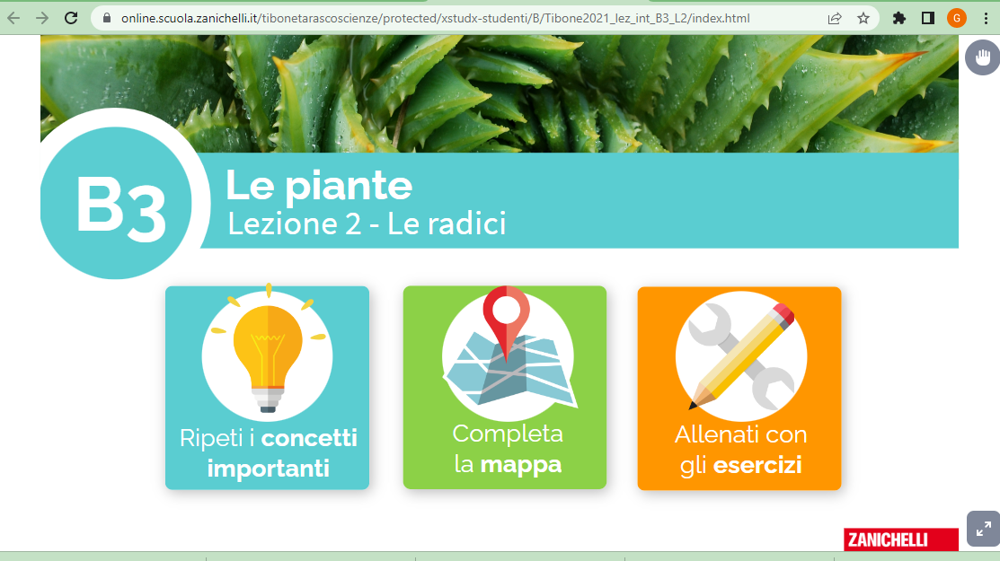 online.scuola.zanichelli.it/tibonetarascoscienze/protected/xstudx-studenti/B/Tibone2021_lez_int_B3_L2/index.html
G
B3
Le piante
Lezione 2 - Le radici
Ripeti i concetti
importanti
Completa
la mappa
Allenati con
gli esercizi
ZANICHELLI